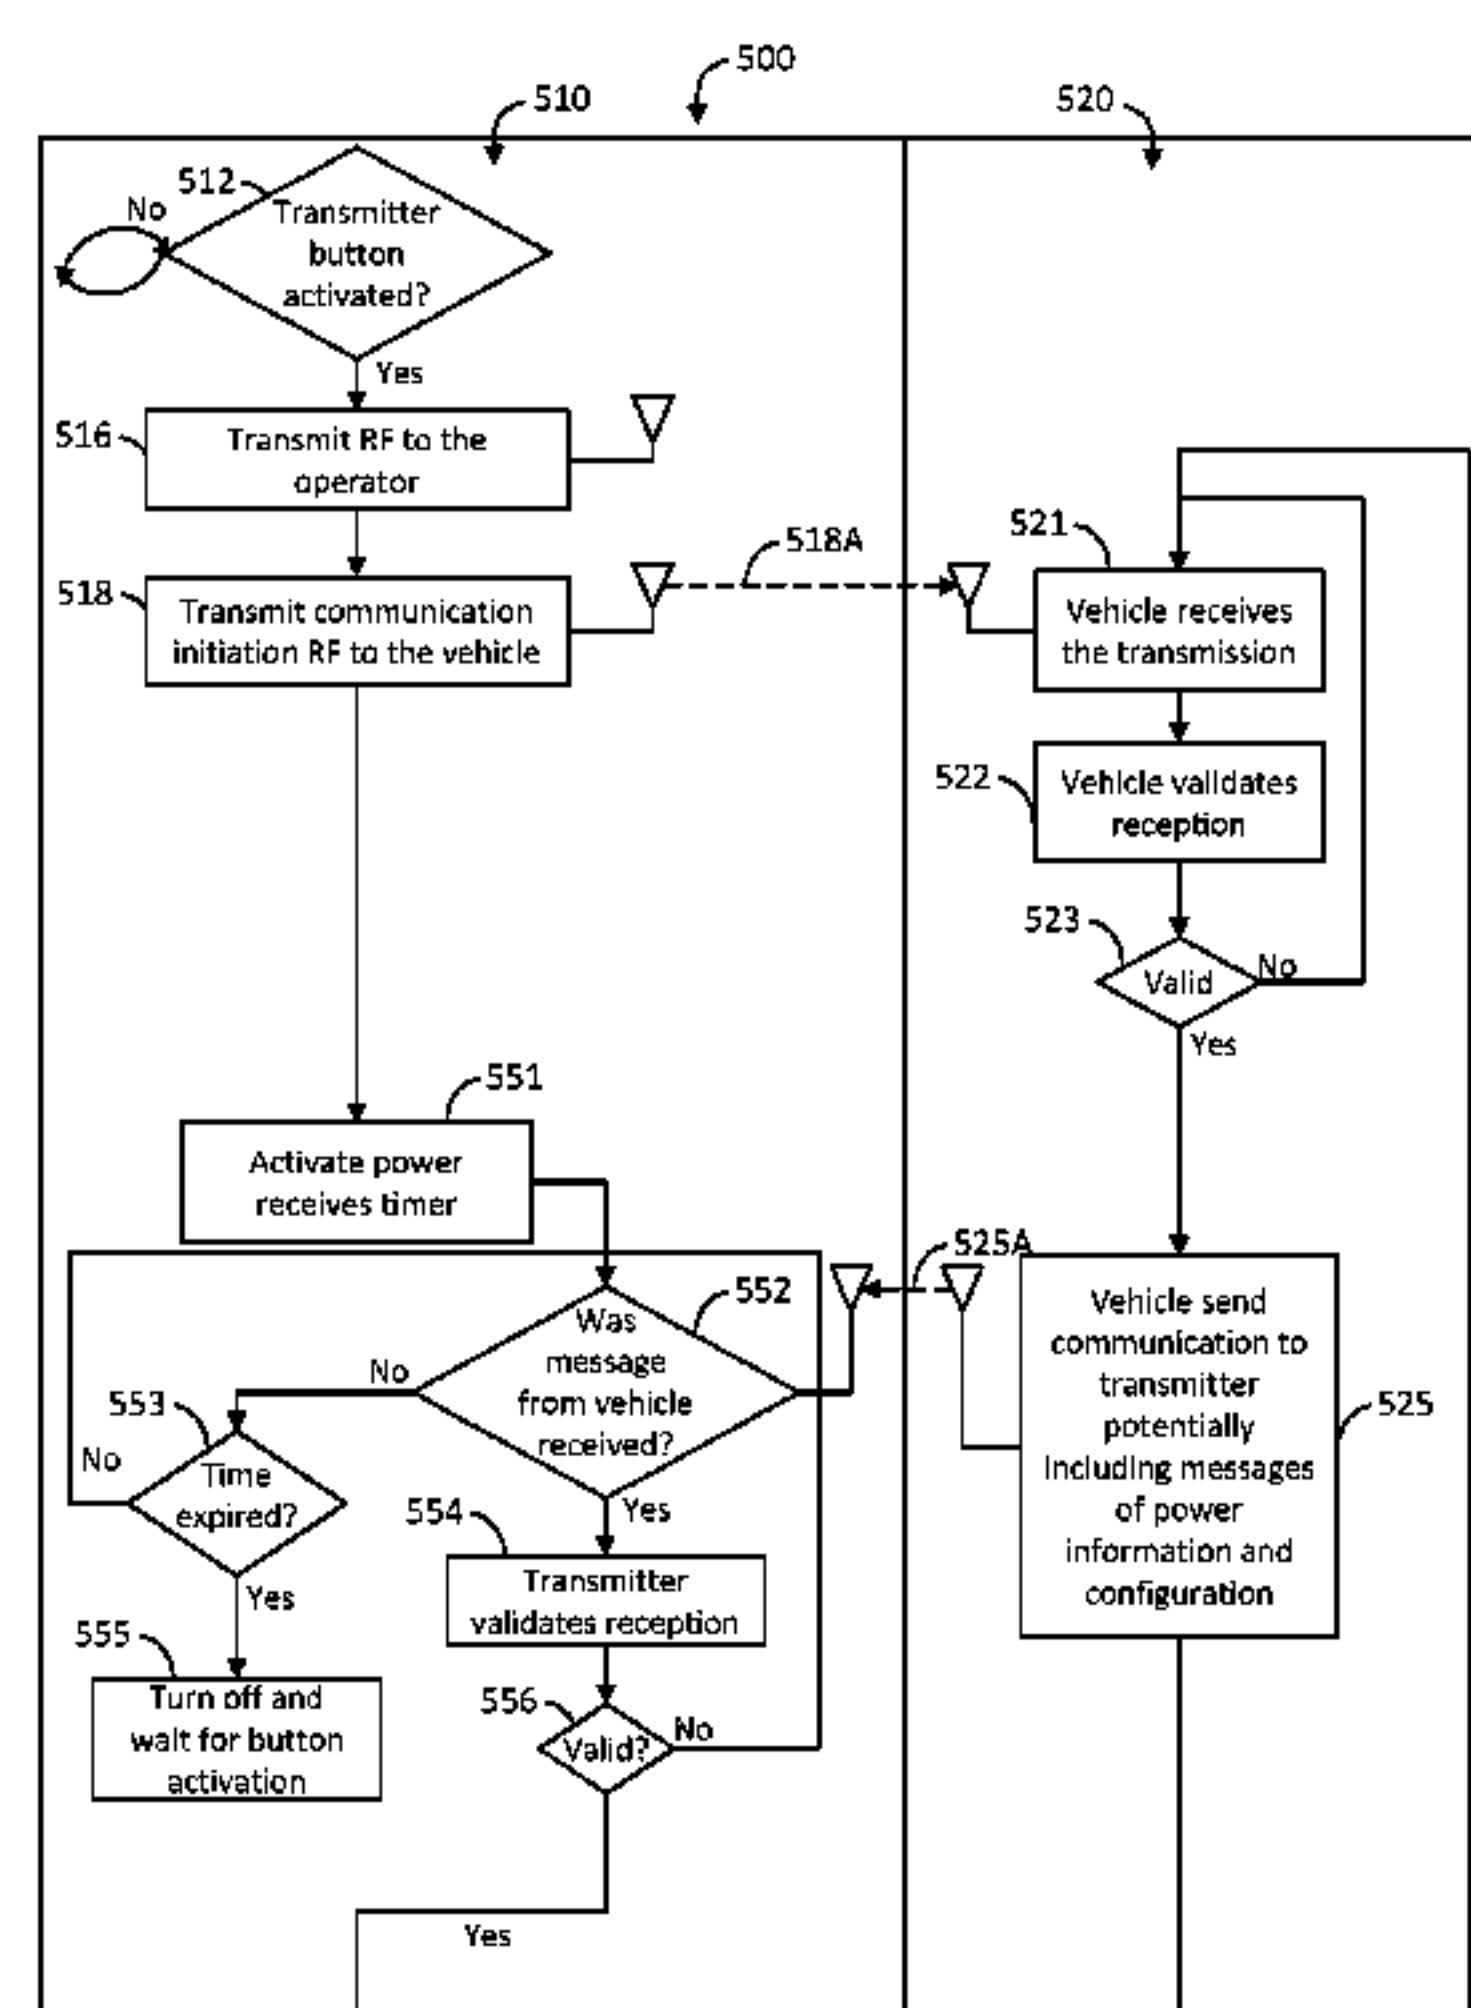 500
510
520
512
No
Transmitter
button
activated?
Yes
516
Transmit RF to the
operator
518A
521
518
Transmit communication
initiation RF to the vehicle
Vehicle receives
the transmission
522
Vehicle validates
reception
523
Valid
No
Yes
551
Activate power
receives timer
525A
552
Was
message
from vehicle
received?
No
553
No
Time
expired?
Yes
Yes
554
Transmitter
validates reception
555
Turn off and
wait for button
activation
556
Valid?
No
Yes
Vehicle send
communication to
transmitter
potentially
including messages
of power
information and
configuration
525